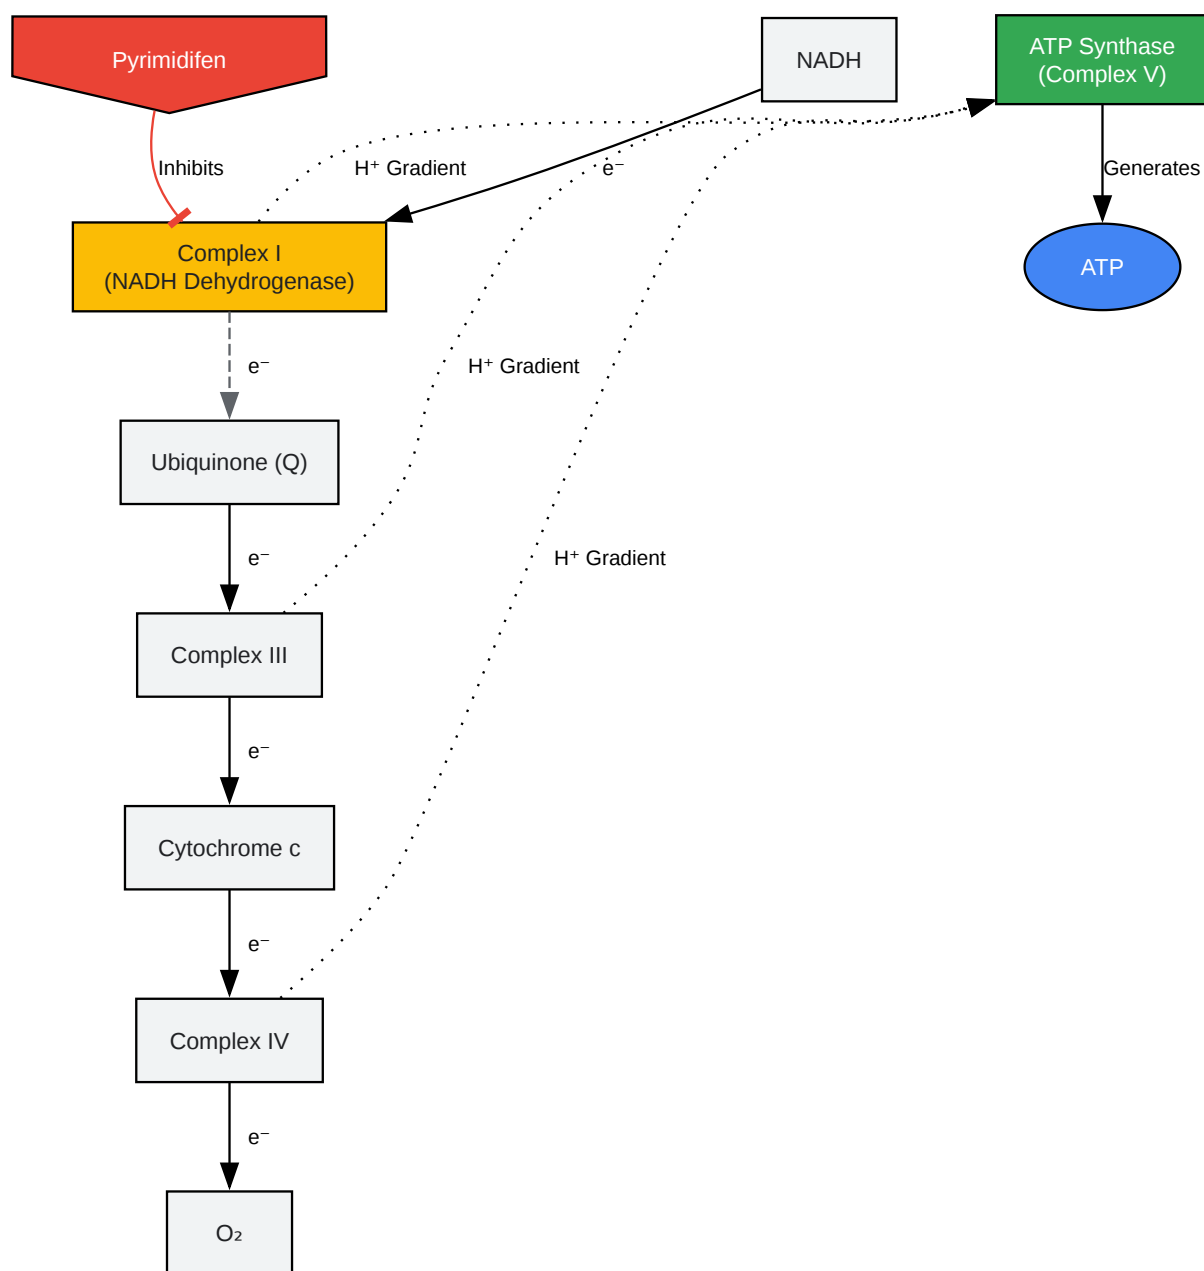 Pyrimidifen
NADH
ATP Synthase
(Complex V)
Inhibits
H⁺ Gradient
e⁻
Generates
Complex I
(NADH Dehydrogenase)
ATP
e⁻
H⁺ Gradient
Ubiquinone (Q)
e⁻
H⁺ Gradient
Complex III
e⁻
Cytochrome c
e⁻
Complex IV
e⁻
O₂